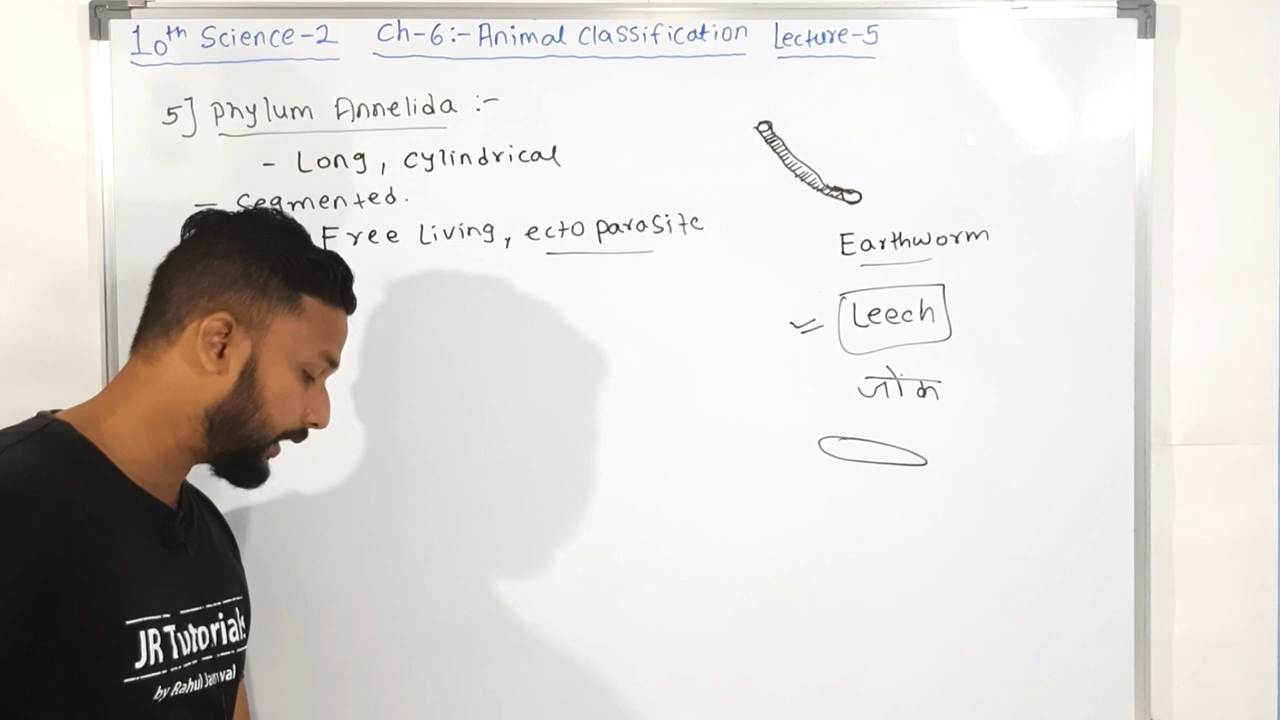 10th Science-2 Ch-6:- Animal Classification Lecture-5
5] Phylum Annelida :-
- Long, cylindrical
- Segmented.
Free Living, ecto parasite
Earthworm
Leech
जोंक
JR Tutorials
by Rahul Jaiswal